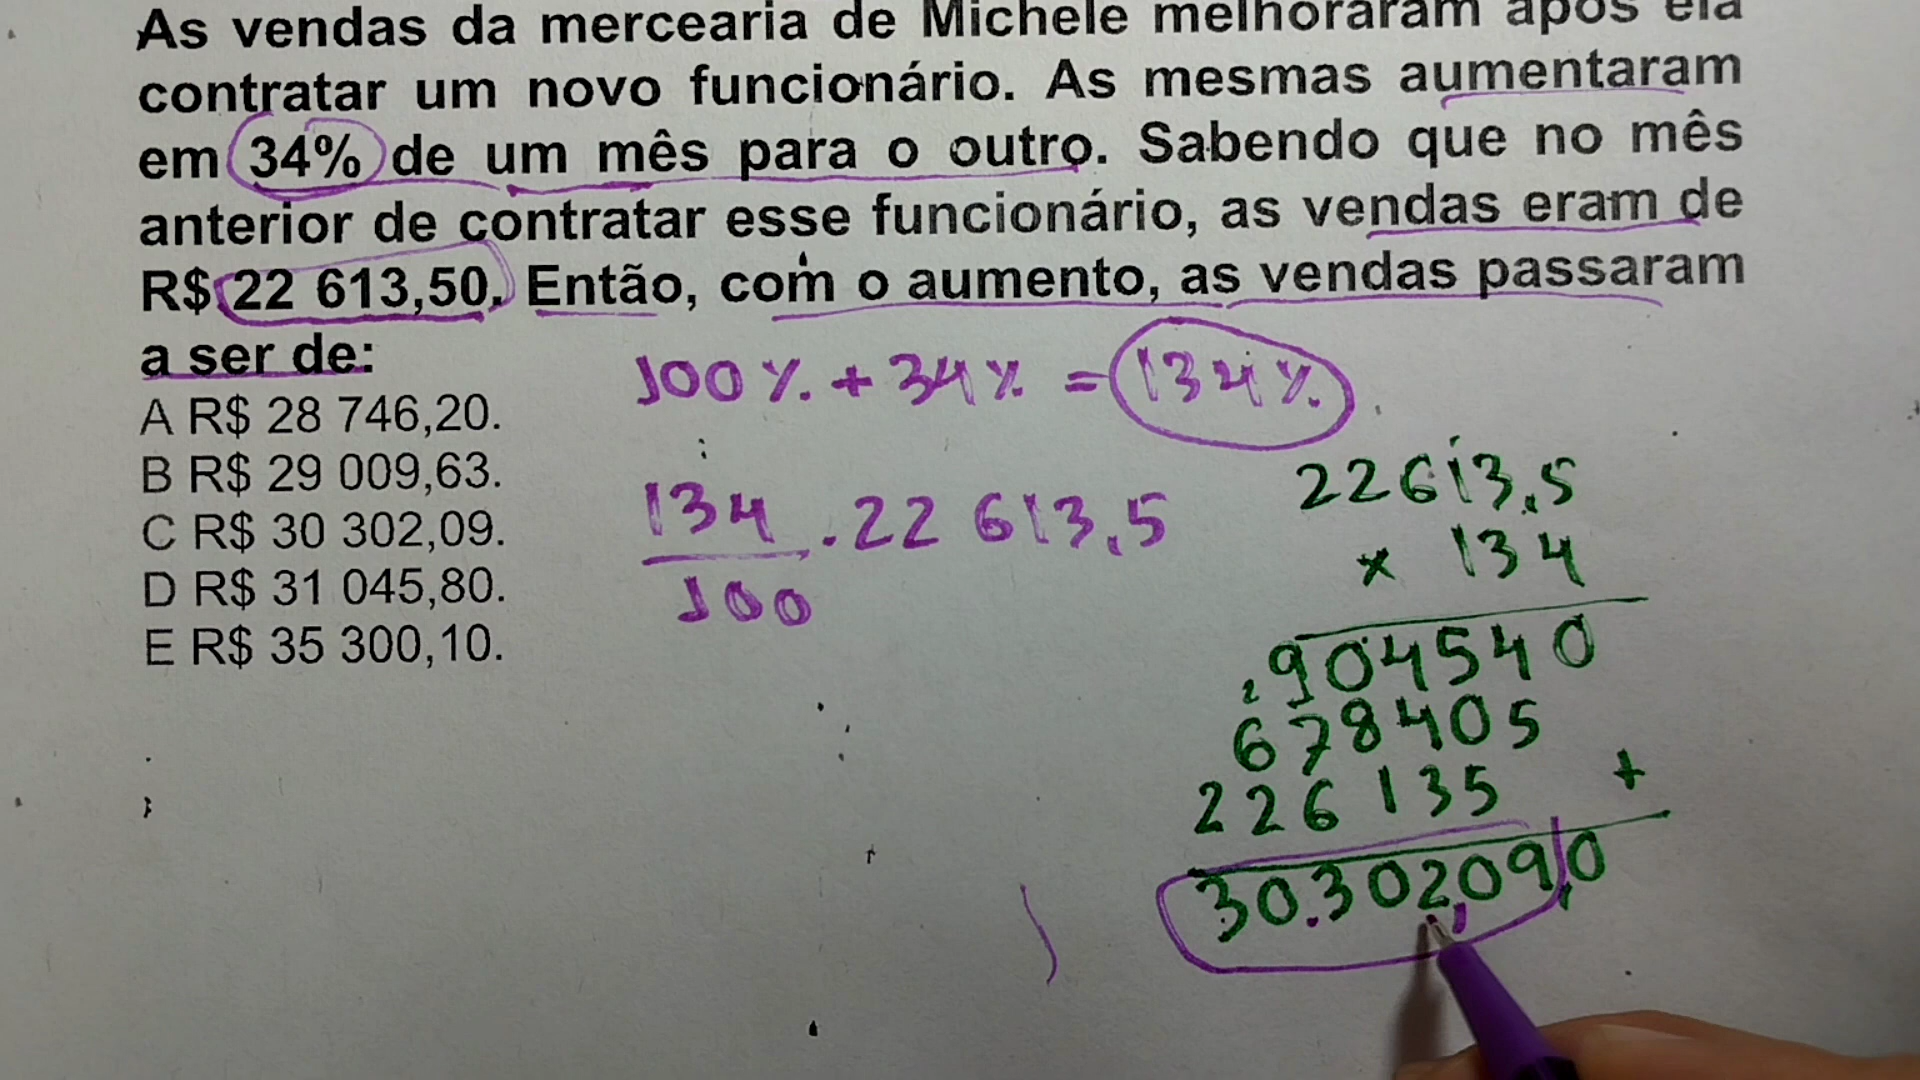 As vendas da mercearia de Michele melhoraram após ela
contratar um novo funcionário. As mesmas aumentaram
em 34% de um mês para o outro. Sabendo que no mês
anterior de contratar esse funcionário, as vendas eram de
R$ 22 613,50. Então, com o aumento, as vendas passaram
a ser de:
A R$ 28 746,20.
B R$ 29 009,63.
C R$ 30 302,09.
D R$ 31 045,80.
E R$ 35 300,10.
100% + 34% = 134%
134
100
. 22 613,5
22613,5
× 134
904540
678405
226135 +
30.302,09,0